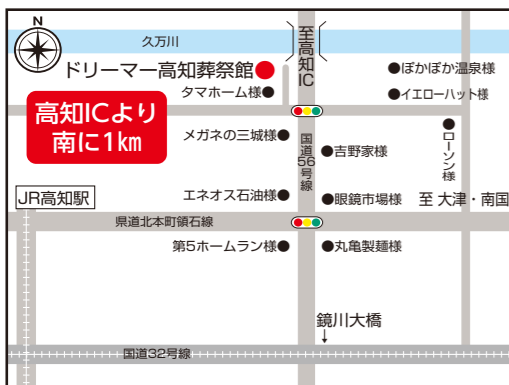 N
久万川
至高知IC
ドリーマー高知葬祭館
ぽかぽか温泉様
タマホーム様
イエローハット様
高知ICより
南に1km
メガネの三城様
国道56号線
吉野家様
ローソン様
JR高知駅
エネオス石油様
眼鏡市場様
至 大津・南国
県道北本町領石線
第5ホームラン様
丸亀製麺様
鏡川大橋
↓
国道32号線